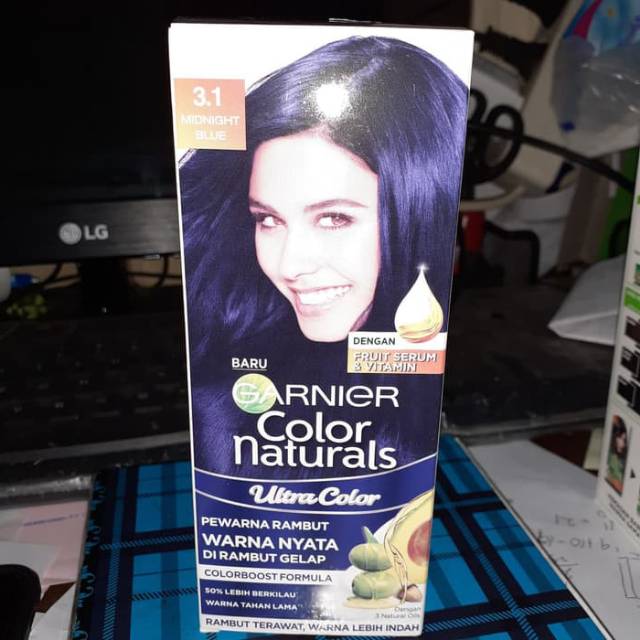 3.1
MIDNIGHT
BLUE
LG
DENGAN
FRUIT SERUM
& VITAMIN
BARU
GARNIER
Color
naturals
Ultra Color
PEWARNA RAMBUT
WARNA NYATA
DI RAMBUT GELAP
COLORBOOST FORMULA
50% LEBIH BERKILAU
WARNA TAHAN LAMA
Dengan
3 Natural Oils
RAMBUT TERAWAT, WARNA LEBIH INDAH